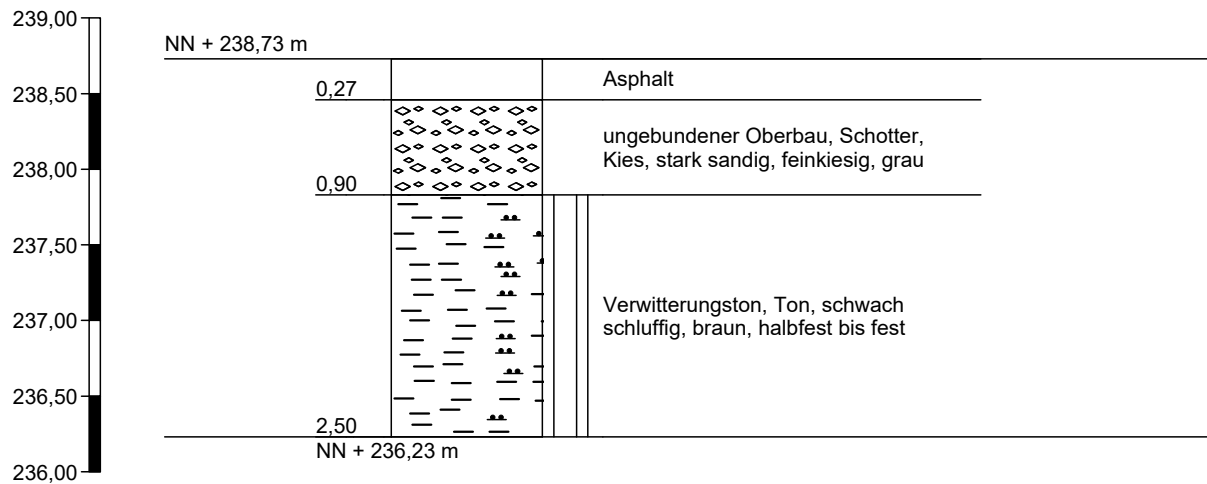 239,00
NN + 238,73 m
Asphalt
0,27
238,50
ungebundener Oberbau, Schotter,
Kies, stark sandig, feinkiesig, grau
238,00
0,90
237,50
Verwitterungston, Ton, schwach
schluffig, braun, halbfest bis fest
237,00
236,50
2,50
NN + 236,23 m
236,00